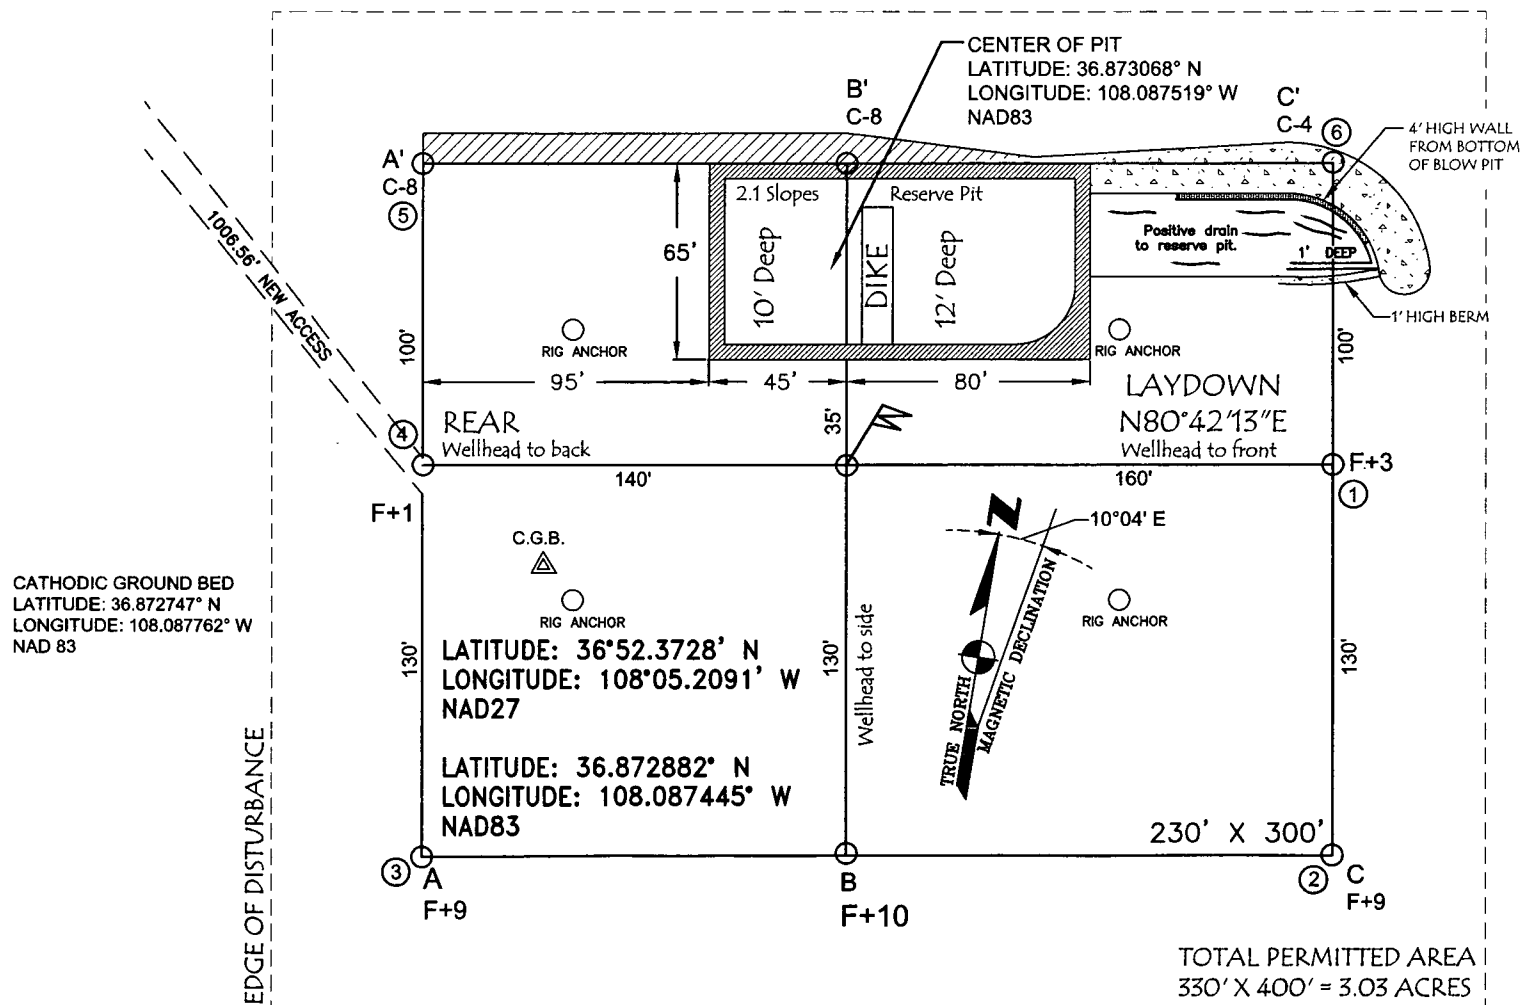 CENTER OF PIT
LATITUDE: 36.873068° N
LONGITUDE: 108.087519° W
NAD83
B'
C-8
C'
C-4
6
4' HIGH WALL
FROM BOTTOM
OF BLOW PIT
A'
C-8
5
2.1 Slopes
Reserve Pit
65'
10' Deep
DIKE
12' Deep
Positive drain
to reserve pit.
1' DEEP
1' HIGH BERM
1006.56' NEW ACCESS
100'
RIG ANCHOR
RIG ANCHOR
100'
95'
45'
80'
4
REAR
Wellhead to back
35'
LAYDOWN
N80°42'13"E
Wellhead to front
140'
160'
F+3
1
F+1
N
10°04' E
C.G.B.
CATHODIC GROUND BED
LATITUDE: 36.872747° N
LONGITUDE: 108.087762° W
NAD 83
RIG ANCHOR
RIG ANCHOR
130'
LATITUDE: 36°52.3728' N
LONGITUDE: 108°05.2091' W
NAD27
130'
Wellhead to side
TRUE NORTH
MAGNETIC DECLINATION
130'
LATITUDE: 36.872882° N
LONGITUDE: 108.087445° W
NAD83
230' X 300'
EDGE OF DISTURBANCE
3
A
F+9
B
F+10
2
C
F+9
TOTAL PERMITTED AREA
330' X 400' = 3.03 ACRES